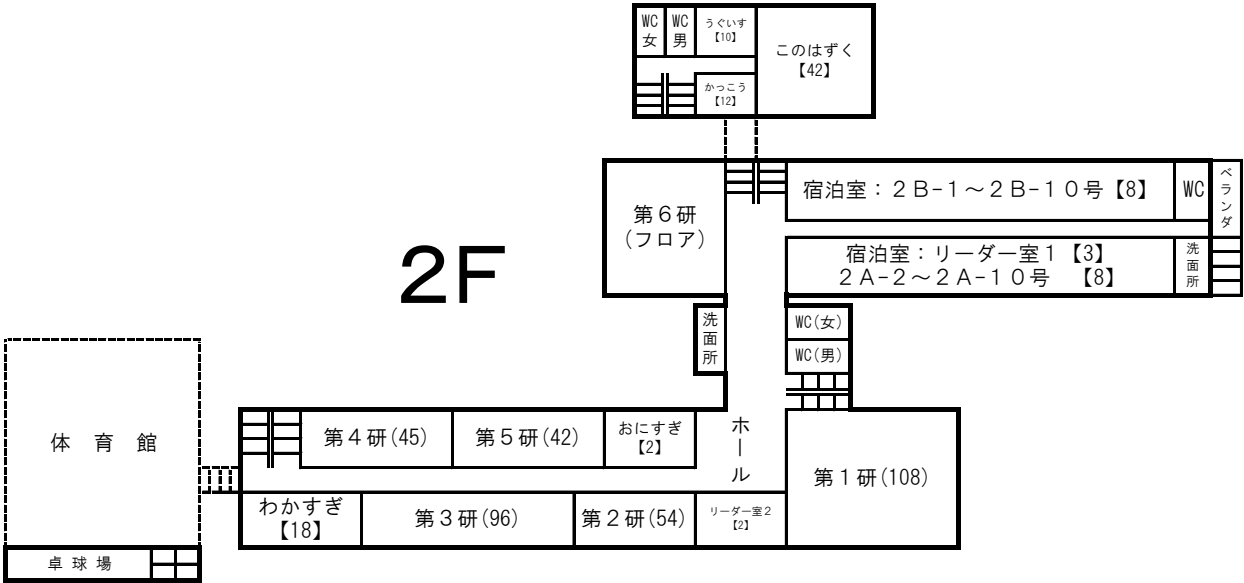 WC
女
WC
男
うぐいす
【10】
このはずく
【42】
かっこう
【12】
第６研
(フロア)
宿泊室：２Ｂ-１～２Ｂ-１０号【8】
WC
ベランダ
2F
宿泊室：リーダー室１【3】
２Ａ-２～２Ａ-１０号　【8】
洗面所
洗面所
WC(女)
WC(男)
体 育 館
第４研(45)
第５研(42)
おにすぎ
【2】
ホール
第１研(108)
わかすぎ
【18】
第３研(96)
第２研(54)
リーダー室２
【2】
卓 球 場